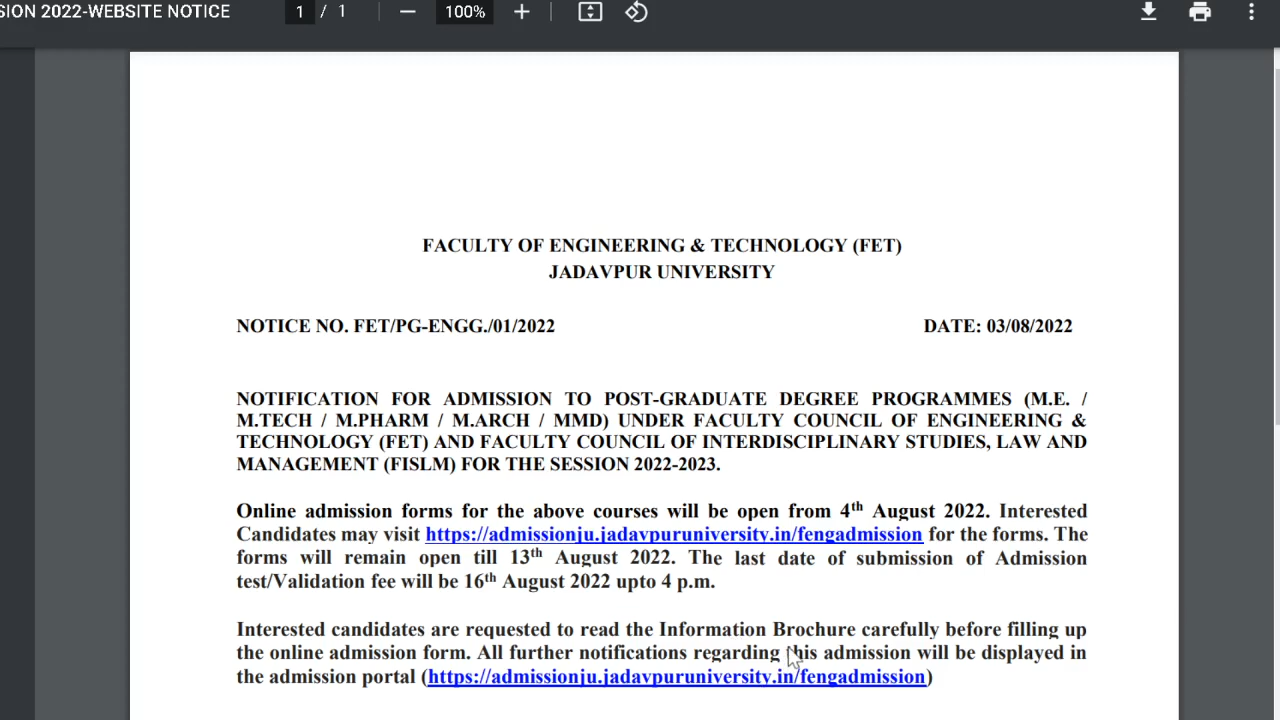 SION 2022-WEBSITE NOTICE 1 / 1 100%
FACULTY OF ENGINEERING & TECHNOLOGY (FET)
JADAVPUR UNIVERSITY
NOTICE NO. FET/PG-ENGG./01/2022 DATE: 03/08/2022
NOTIFICATION FOR ADMISSION TO POST-GRADUATE DEGREE PROGRAMMES (M.E. /
M.TECH / M.PHARM / M.ARCH / MMD) UNDER FACULTY COUNCIL OF ENGINEERING &
TECHNOLOGY (FET) AND FACULTY COUNCIL OF INTERDISCIPLINARY STUDIES, LAW AND
MANAGEMENT (FISLM) FOR THE SESSION 2022-2023.
Online admission forms for the above courses will be open from 4th August 2022. Interested
Candidates may visit https://admissionju.jadavpuruniversity.in/fengadmission for the forms. The
forms will remain open till 13th August 2022. The last date of submission of Admission
test/Validation fee will be 16th August 2022 upto 4 p.m.
Interested candidates are requested to read the Information Brochure carefully before filling up
the online admission form. All further notifications regarding this admission will be displayed in
the admission portal (https://admissionju.jadavpuruniversity.in/fengadmission)